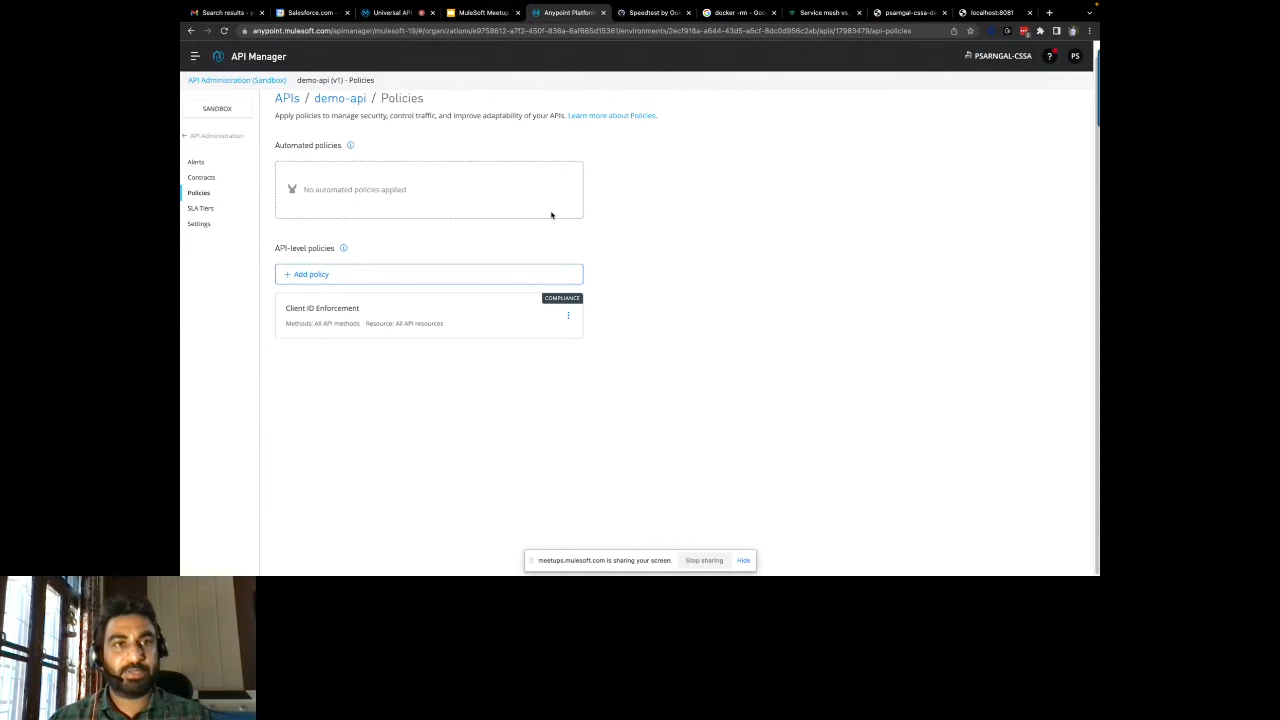 Search results - p
Salesforce.com -
Universal API
MuleSoft Meetup
Anypoint Platform
Speedtest by Ook
docker -rm - Goo
Service mesh vs.
psarngal-cssa-de
localhost:8081
anypoint.mulesoft.com/apimanager/mulesoft-19/#/organizations/e9758612-a7f2-450f-836a-6af665d15361/environments/2ecf918a-a644-43d5-a5cf-8dc0d956c2ab/apis/17983479/api-policies
API Manager
PSARNGAL-CSSA
?
PS
API Administration (Sandbox)
demo-api (v1) - Policies
SANDBOX
API Administration
Alerts
Contracts
Policies
SLA Tiers
Settings
APIs / demo-api / Policies
Apply policies to manage security, control traffic, and improve adaptability of your APIs. Learn more about Policies.
Automated policies
No automated policies applied
API-level policies
+ Add policy
COMPLIANCE
Client ID Enforcement
Methods: All API methods Resource: All API resources
meetups.mulesoft.com is sharing your screen.
Stop sharing
Hide